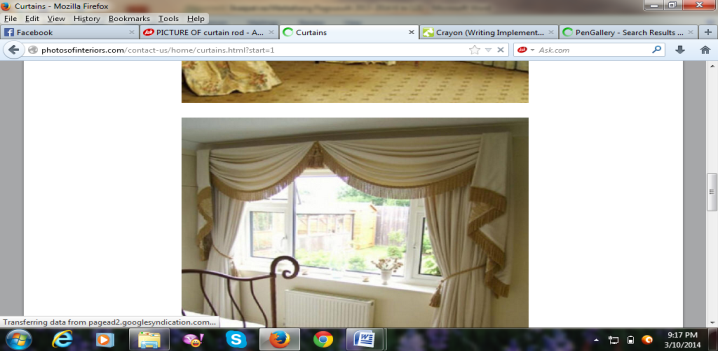 Curtains - Mozilla Firefox
File Edit View History Bookmarks Tools Help
Facebook
PICTURE OF curtain rod - A...
Curtains
Crayon (Writing Implement...
PenGallery - Search Results ...
photosofinteriors.com/contact-us/home/curtains.html?start=1
Ask.com
Transferring data from pagead2.googlesyndication.com...
9:17 PM
3/10/2014